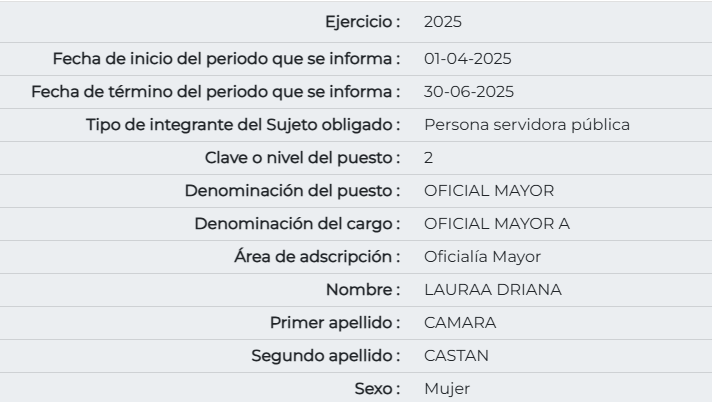 Ejercicio : 2025
Fecha de inicio del periodo que se informa : 01-04-2025
Fecha de término del periodo que se informa : 30-06-2025
Tipo de integrante del Sujeto obligado : Persona servidora pública
Clave o nivel del puesto : 2
Denominación del puesto : OFICIAL MAYOR
Denominación del cargo : OFICIAL MAYOR A
Área de adscripción : Oficialía Mayor
Nombre : LAURAA DRIANA
Primer apellido : CAMARA
Segundo apellido : CASTAN
Sexo : Mujer